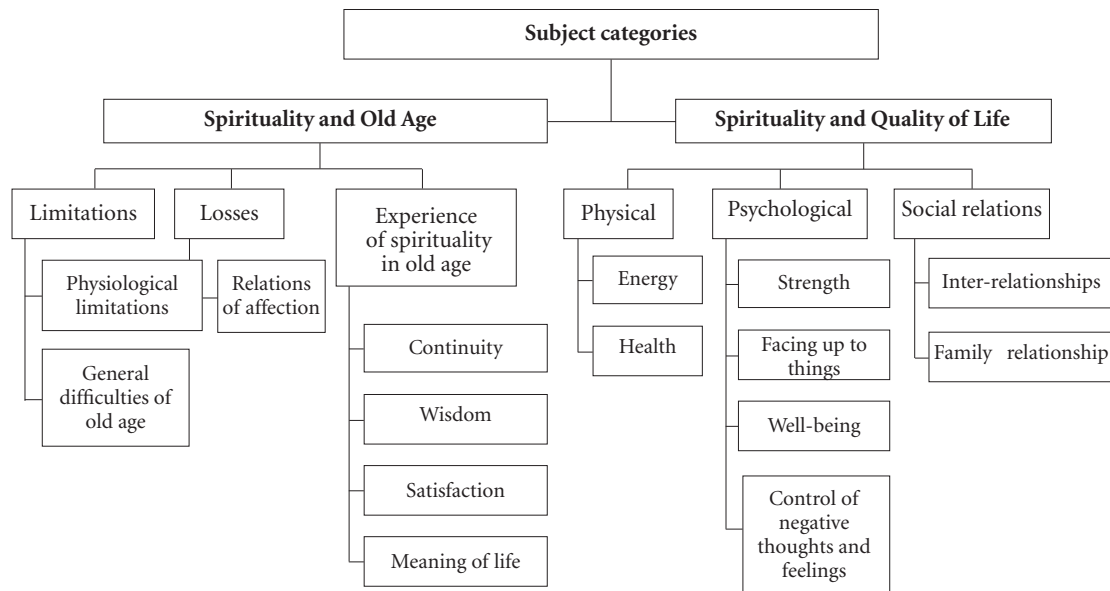 Subject categories
Spirituality and Old Age
Spirituality and Quality of Life
Limitations
Losses
Experience
of spirituality
in old age
Physical
Psychological
Social relations
Physiological
limitations
Relations
of affection
General
difficulties of
old age
Continuity
Wisdom
Satisfaction
Meaning of life
Energy
Health
Strength
Facing up to
things
Well-being
Control of
negative
thoughts and
feelings
Inter-relationships
Family relationship